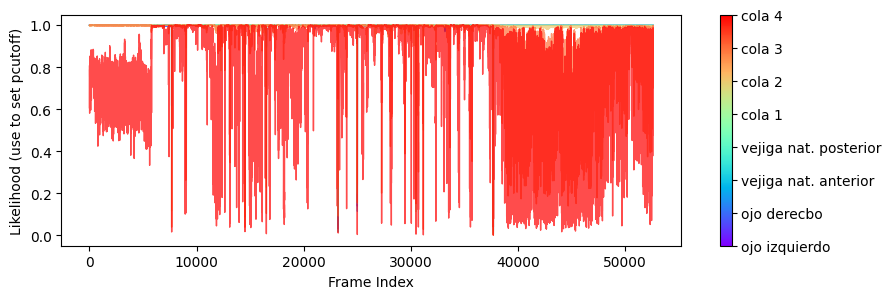 Likelihood (use to set pcutoff)
1.0
0.8
0.6
0.4
0.2
0.0
0
10000
20000
30000
40000
50000
Frame Index
cola 4
cola 3
cola 2
cola 1
vejiga nat. posterior
vejiga nat. anterior
ojo derecbo
ojo izquierdo